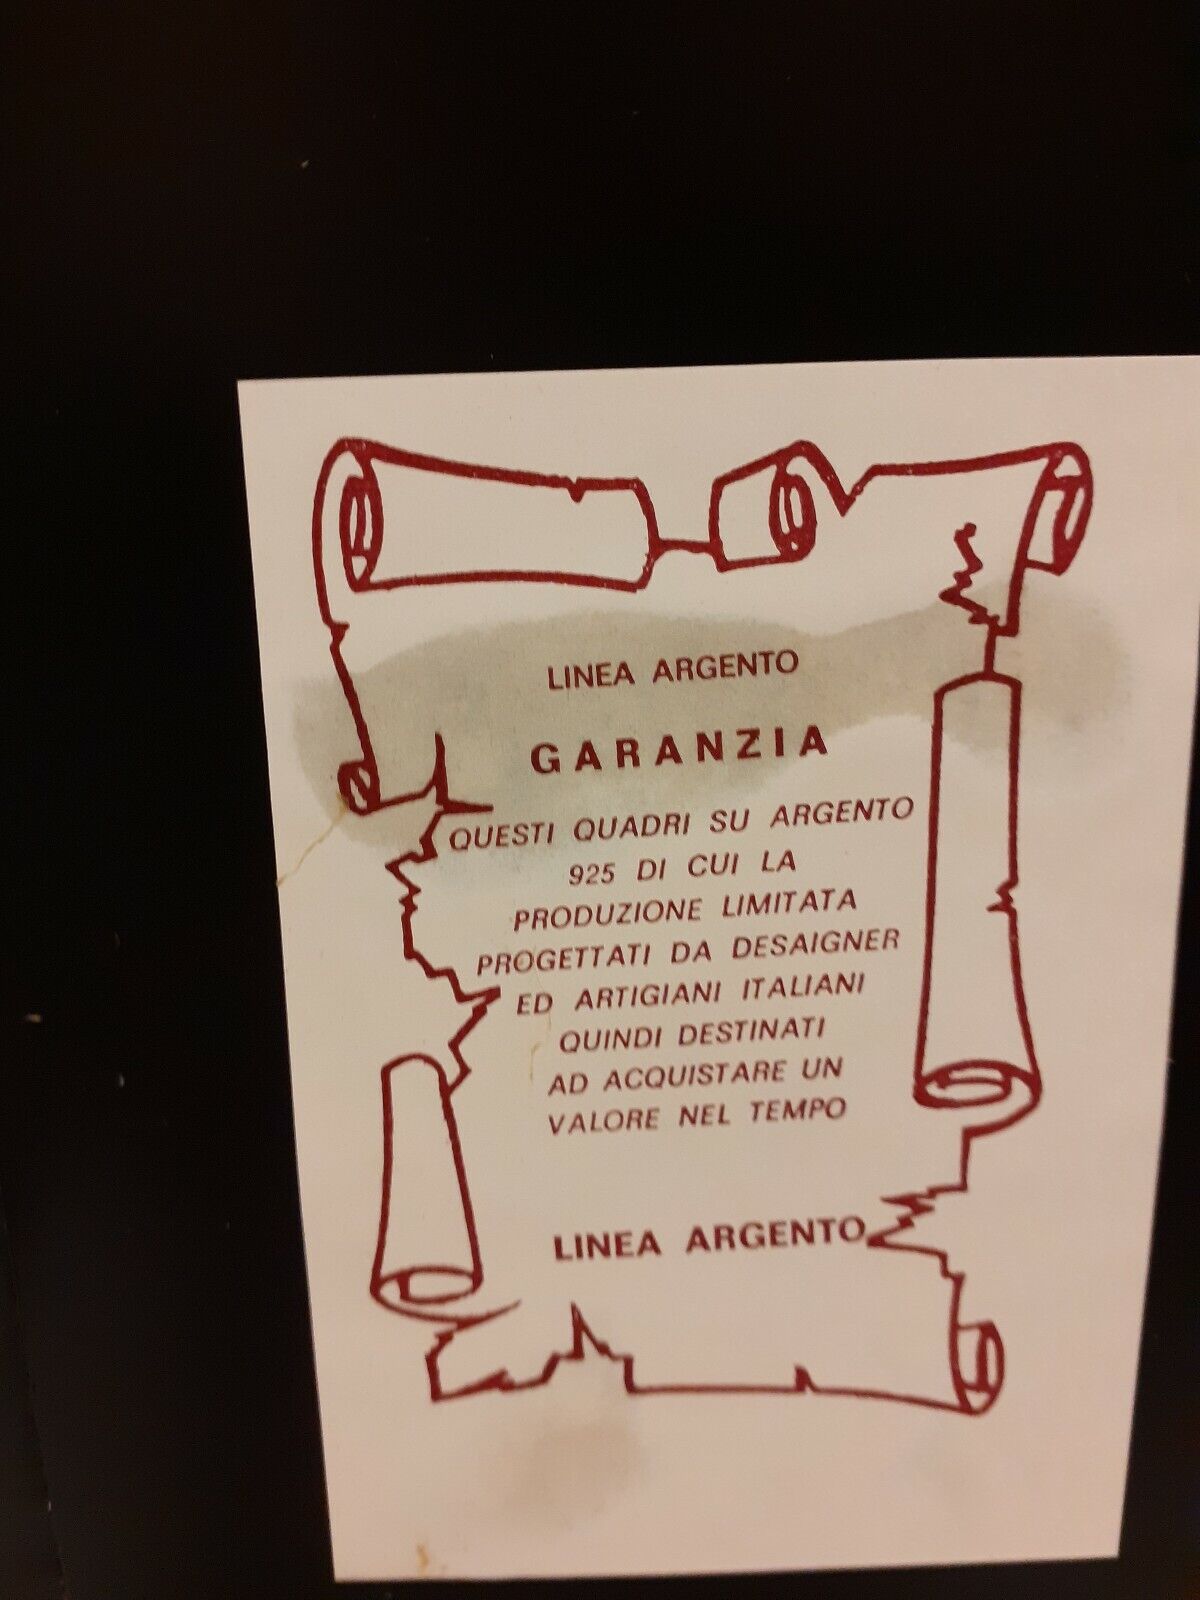 LINEA ARGENTO
GARANZIA
QUESTI QUADRI SU ARGENTO
925 DI CUI LA
PRODUZIONE LIMITATA
PROGETTATI DA DESAIGNER
ED ARTIGIANI ITALIANI
QUINDI DESTINATI
AD ACQUISTARE UN
VALORE NEL TEMPO
LINEA ARGENTO